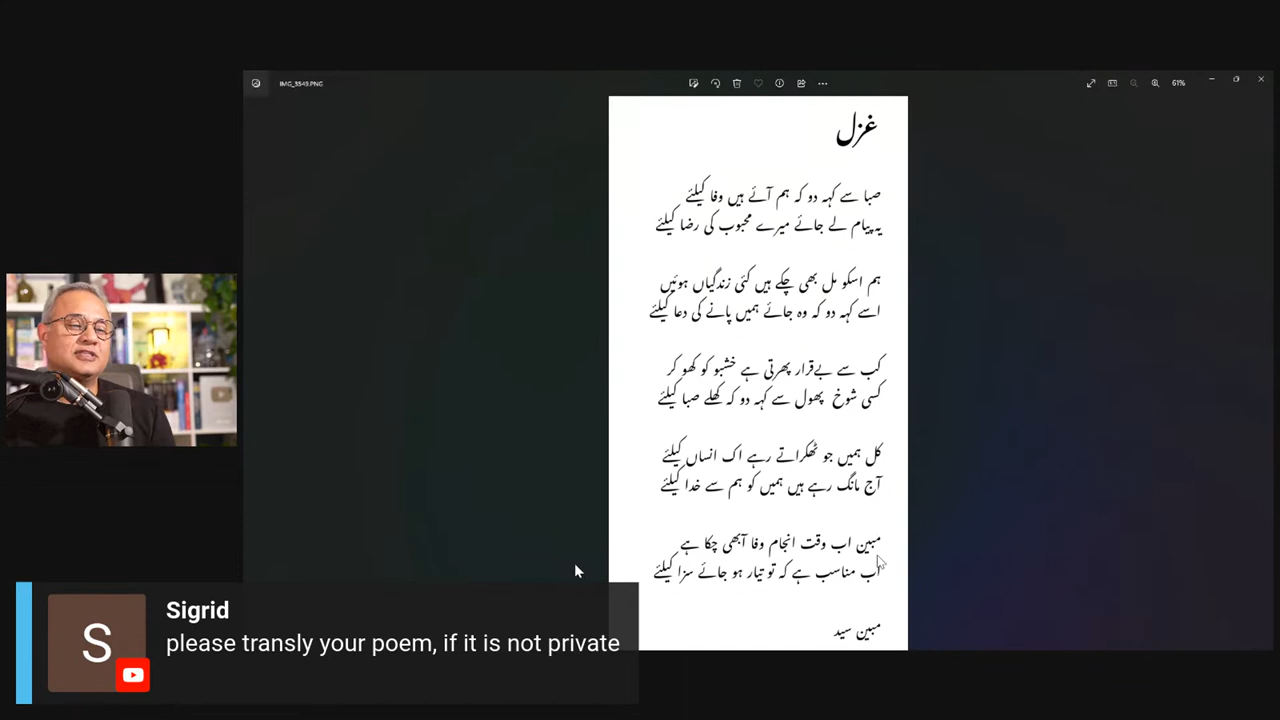 IMG_3549.PNG
61%
غزل
صبا سے کہہ دو کہ ہم آئے ہیں وفا کیلئے
یہ پیام لے جائے میرے محبوب کی رضا کیلئے
ہم اسکو مل بھی چکے ہیں کئی زندگیاں ہوئیں
اسے کہہ دو کہ وہ جائے ہمیں پانے کی دعا کیلئے
کب سے بےقرار پھرتی ہے خشبو کو کھو کر
کسی شوخ پھول سے کہہ دو کہ کھلے صبا کیلئے
کل ہمیں جو ٹھکراتے رہے اک انساں کیلئے
آج مانگ رہے ہیں ہمیں کو ہم سے خدا کیلئے
مبین اب وقت انجام وفا آبھی چکا ہے
اب مناسب ہے کہ تو تیار ہو جائے سزا کیلئے
مبین سید
S
Sigrid
please transly your poem, if it is not private